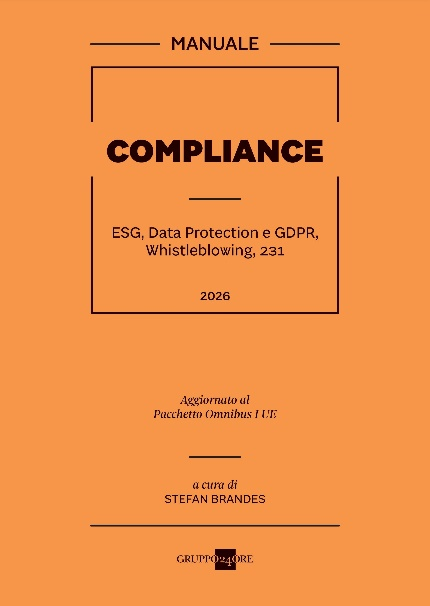 MANUALE
COMPLIANCE
ESG, Data Protection e GDPR,
Whistleblowing, 231
2026
Aggiornato al
Pacchetto Omnibus I UE
a cura di
STEFAN BRANDES
GRUPPO24ORE